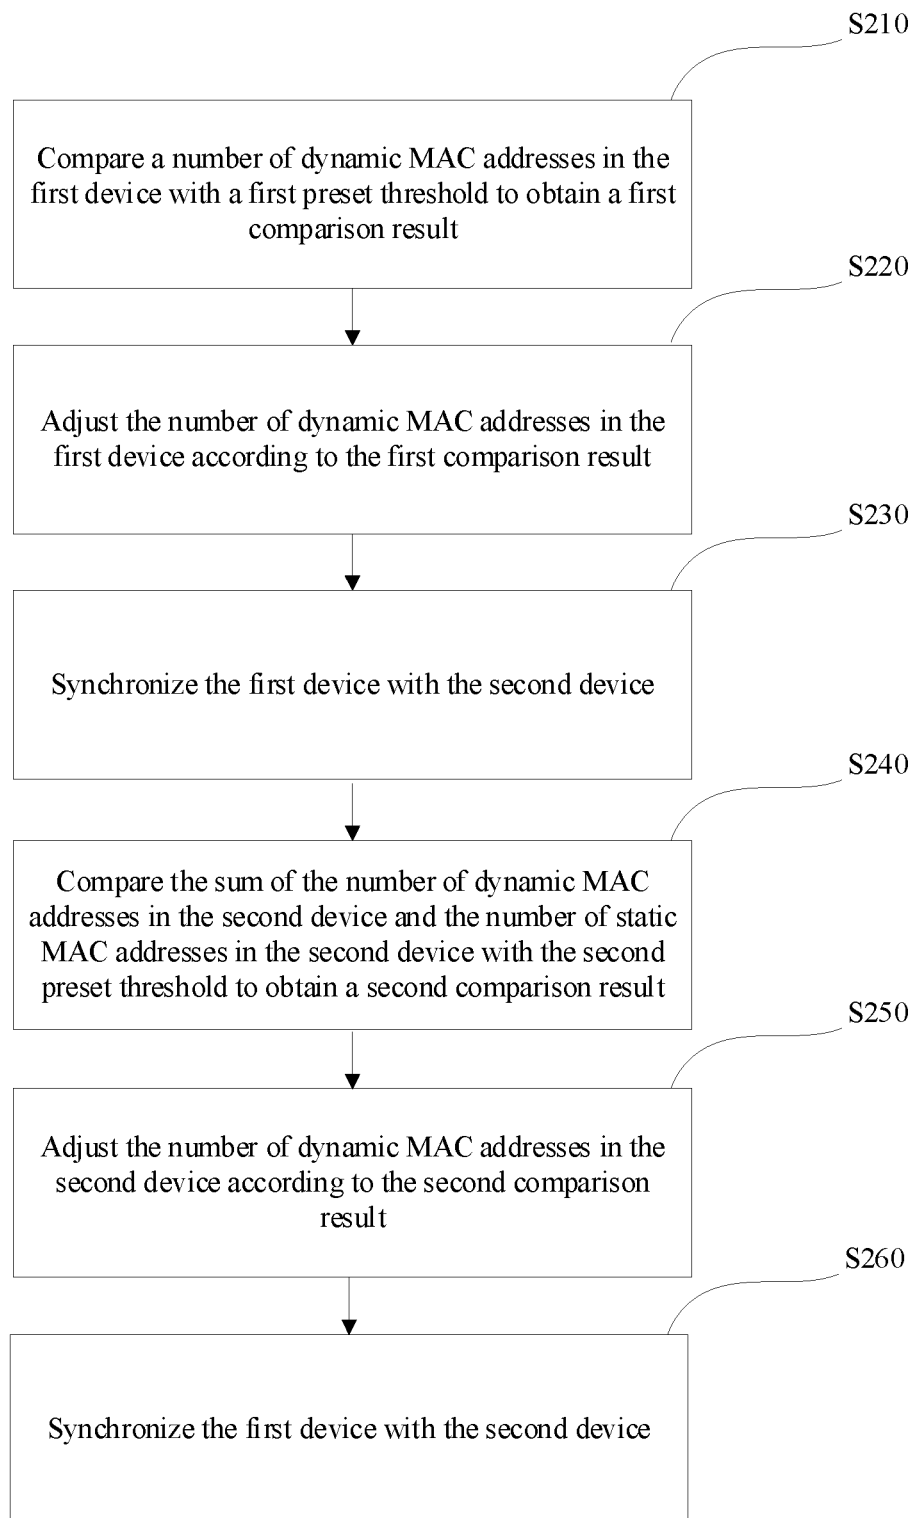 S210
Compare a number of dynamic MAC addresses in the
first device with a first preset threshold to obtain a first
comparison result
S220
Adjust the number of dynamic MAC addresses in the
first device according to the first comparison result
S230
Synchronize the first device with the second device
S240
Compare the sum of the number of dynamic MAC
addresses in the second device and the number of static
MAC addresses in the second device with the second
preset threshold to obtain a second comparison result
S250
Adjust the number of dynamic MAC addresses in the
second device according to the second comparison
result
S260
Synchronize the first device with the second device